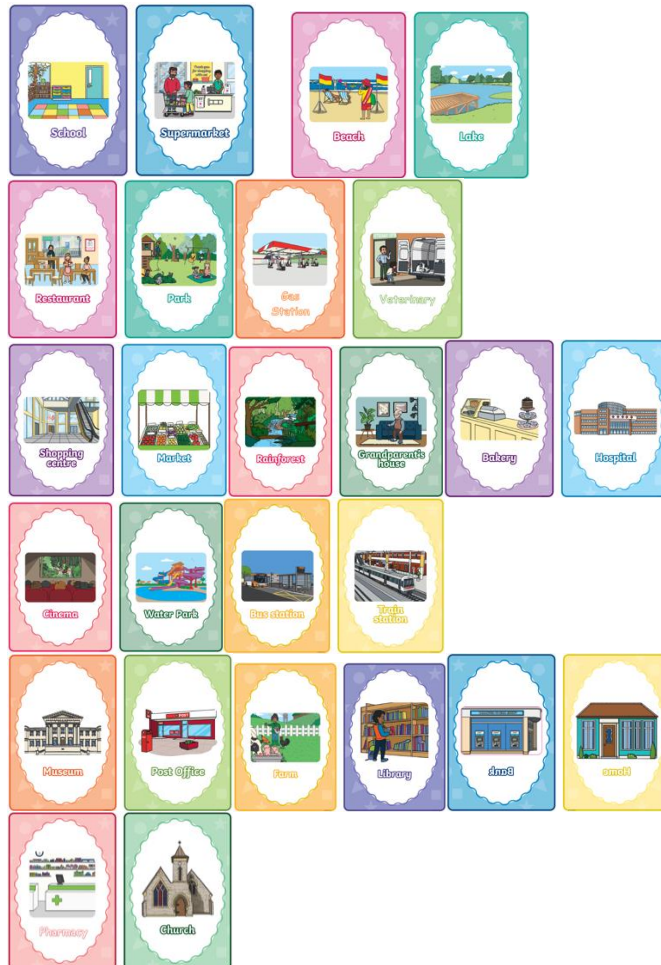 School
Supermarket
Beach
Lake
Restaurant
Park
Gas
Station
Veterinary
Shopping
centre
Market
Rainforest
Grandparent's
house
Bakery
Hospital
Cinema
Water Park
Bus station
Train
station
Museum
Post Office
Farm
Library
Bank
Home
Pharmacy
Church